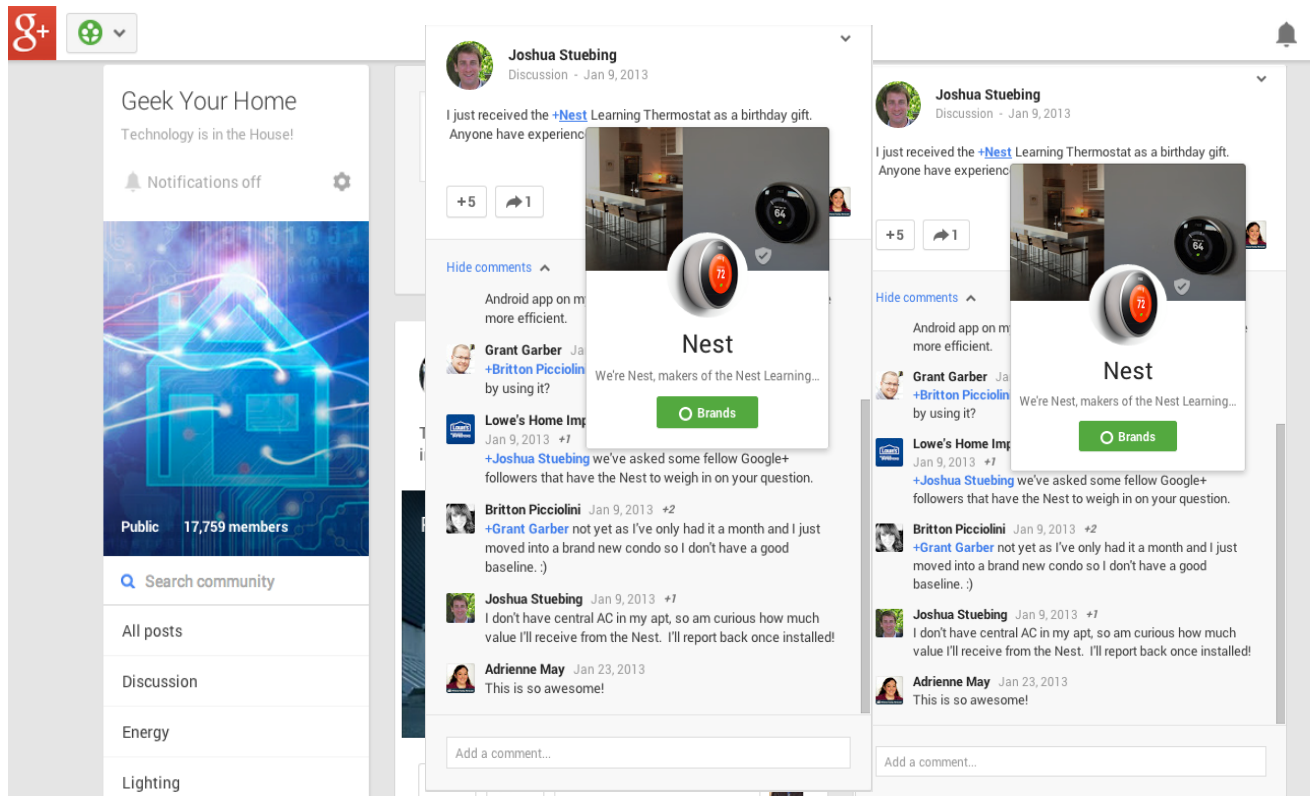 g+
Geek Your Home
Technology is in the House!
Notifications off
Public 17,759 members
Search community
All posts
Discussion
Energy
Lighting
Joshua Stuebing
Discussion - Jan 9, 2013
I just received the +Nest Learning Thermostat as a birthday gift.
Anyone have experienc
+5 1
Hide comments
Android app on m
more efficient.
Grant Garber Ja
+Britton Picciolin
by using it?
Lowe's Home Imp
Jan 9, 2013 +1
+Joshua Stuebing we've asked some fellow Google+
followers that have the Nest to weigh in on your question.
Britton Picciolini Jan 9, 2013 +2
+Grant Garber not yet as I've only had it a month and I just
moved into a brand new condo so I don't have a good
baseline. :)
Joshua Stuebing Jan 9, 2013 +1
I don't have central AC in my apt, so am curious how much
value I'll receive from the Nest. I'll report back once installed!
Adrienne May Jan 23, 2013
This is so awesome!
Add a comment...
64
72
Nest
We're Nest, makers of the Nest Learning...
Brands
Joshua Stuebing
Discussion - Jan 9, 2013
I just received the +Nest Learning Thermostat as a birthday gift.
Anyone have experienc
+5 1
Hide comments
Android app on m
more efficient.
Grant Garber Ja
+Britton Picciolin
by using it?
Lowe's Home Imp
Jan 9, 2013 +1
+Joshua Stuebing we've asked some fellow Google+
followers that have the Nest to weigh in on your question.
Britton Picciolini Jan 9, 2013 +2
+Grant Garber not yet as I've only had it a month and I just
moved into a brand new condo so I don't have a good
baseline. :)
Joshua Stuebing Jan 9, 2013 +1
I don't have central AC in my apt, so am curious how much
value I'll receive from the Nest. I'll report back once installed!
Adrienne May Jan 23, 2013
This is so awesome!
Add a comment...
64
72
Nest
We're Nest, makers of the Nest Learning...
Brands